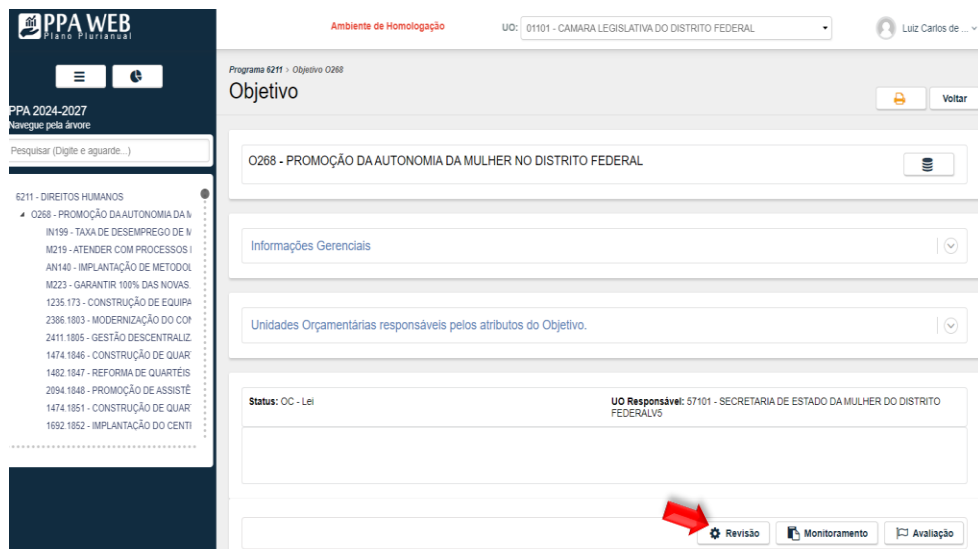 PPA WEB
Plano Plurianual
Ambiente de Homologação
UO: 01101 - CAMARA LEGISLATIVA DO DISTRITO FEDERAL
Luiz Carlos de ...
PPA 2024-2027
Navegue pela árvore
Pesquisar (Digite e aguarde...)
6211 - DIREITOS HUMANOS
O268 - PROMOÇÃO DA AUTONOMIA DA M
IN199 - TAXA DE DESEMPREGO DE M
M219 - ATENDER COM PROCESSOS I
AN140 - IMPLANTAÇÃO DE METODOL
M223 - GARANTIR 100% DAS NOVAS.
1235.173 - CONSTRUÇÃO DE EQUIPA
2386.1803 - MODERNIZAÇÃO DO CON
2411.1805 - GESTÃO DESCENTRALIZ.
1474.1846 - CONSTRUÇÃO DE QUAR
1482.1847 - REFORMA DE QUARTÉIS
2094.1848 - PROMOÇÃO DE ASSISTÊ
1474.1851 - CONSTRUÇÃO DE QUAR
1692.1852 - IMPLANTAÇÃO DO CENTI
Programa 6211 > Objetivo O268
Objetivo
Voltar
O268 - PROMOÇÃO DA AUTONOMIA DA MULHER NO DISTRITO FEDERAL
Informações Gerenciais
Unidades Orçamentárias responsáveis pelos atributos do Objetivo.
Status: OC - Lei
UO Responsável: 57101 - SECRETARIA DE ESTADO DA MULHER DO DISTRITO
FEDERALV5
Revisão
Monitoramento
Avaliação